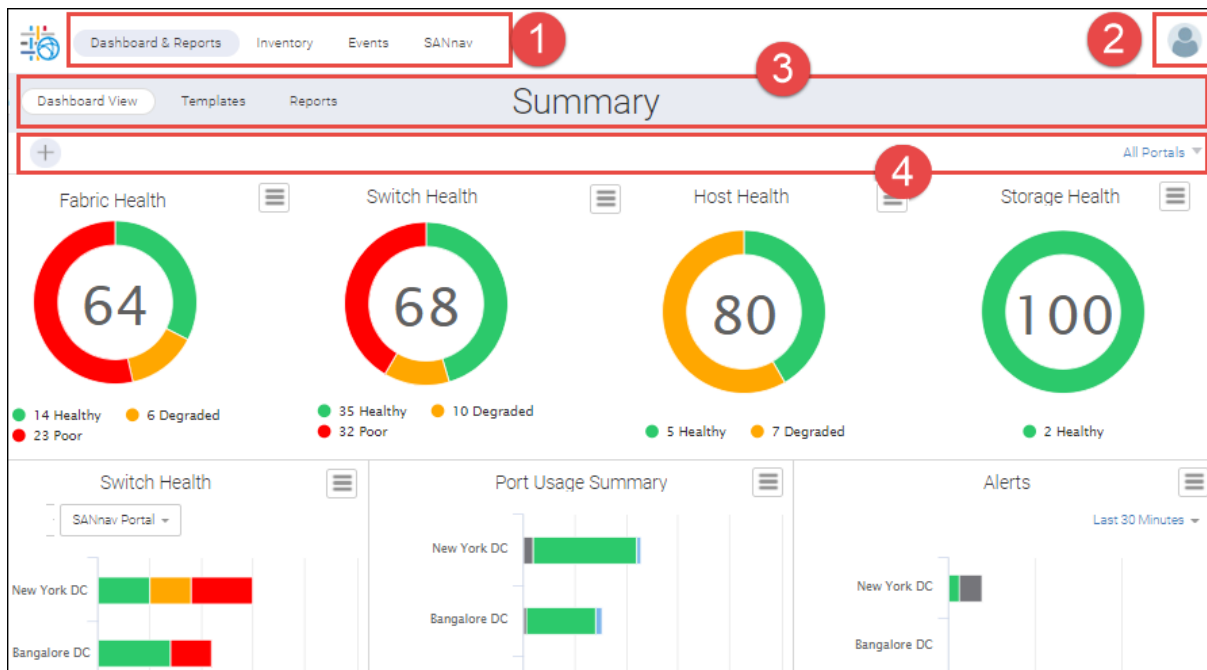 Dashboard & Reports Inventory Events SANnav 1 2
3
Dashboard View Templates Reports Summary
+ All Portals
4
Fabric Health Switch Health Host Health Storage Health
64 68 80 100
14 Healthy 6 Degraded
23 Poor
35 Healthy 10 Degraded
32 Poor
5 Healthy 7 Degraded
2 Healthy
Switch Health
SANnav Portal
New York DC
Bangalore DC
Port Usage Summary
New York DC
Bangalore DC
Alerts
Last 30 Minutes
New York DC
Bangalore DC